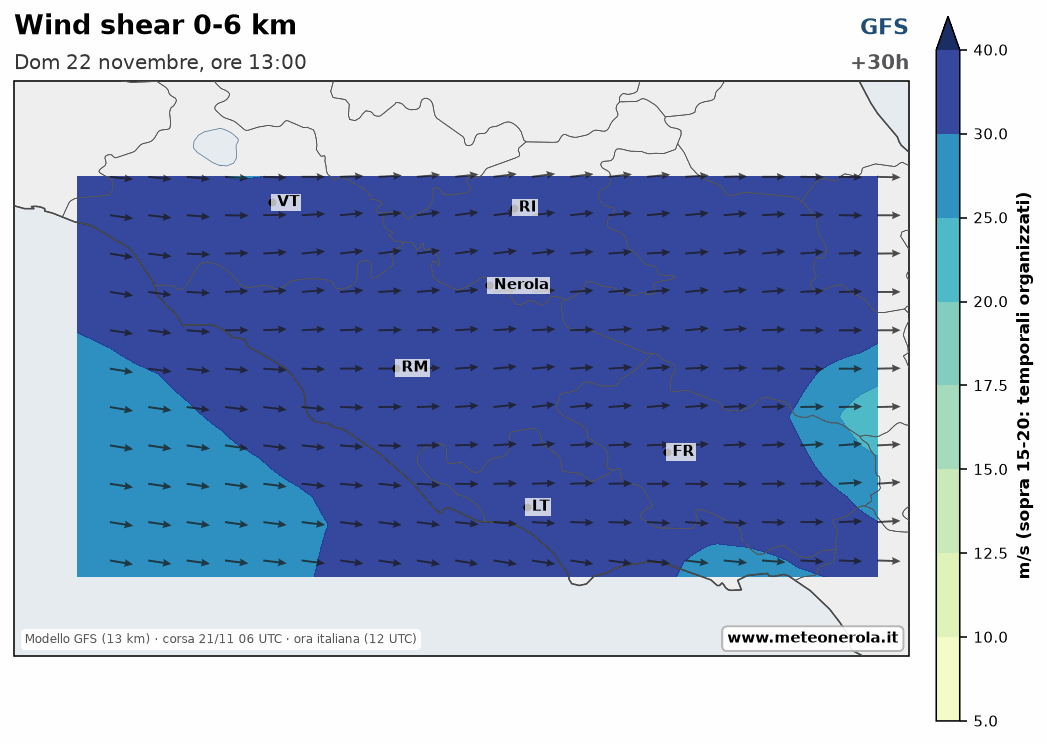 Wind shear 0-6 km
GFS
Dom 22 novembre, ore 13:00
+30h
VT
RI
Nerola
RM
FR
LT
Modello GFS (13 km) · corsa 21/11 06 UTC · ora italiana (12 UTC)
www.meteonerola.it
40.0
30.0
25.0
20.0
17.5
15.0
12.5
10.0
5.0
m/s (sopra 15-20: temporali organizzati)